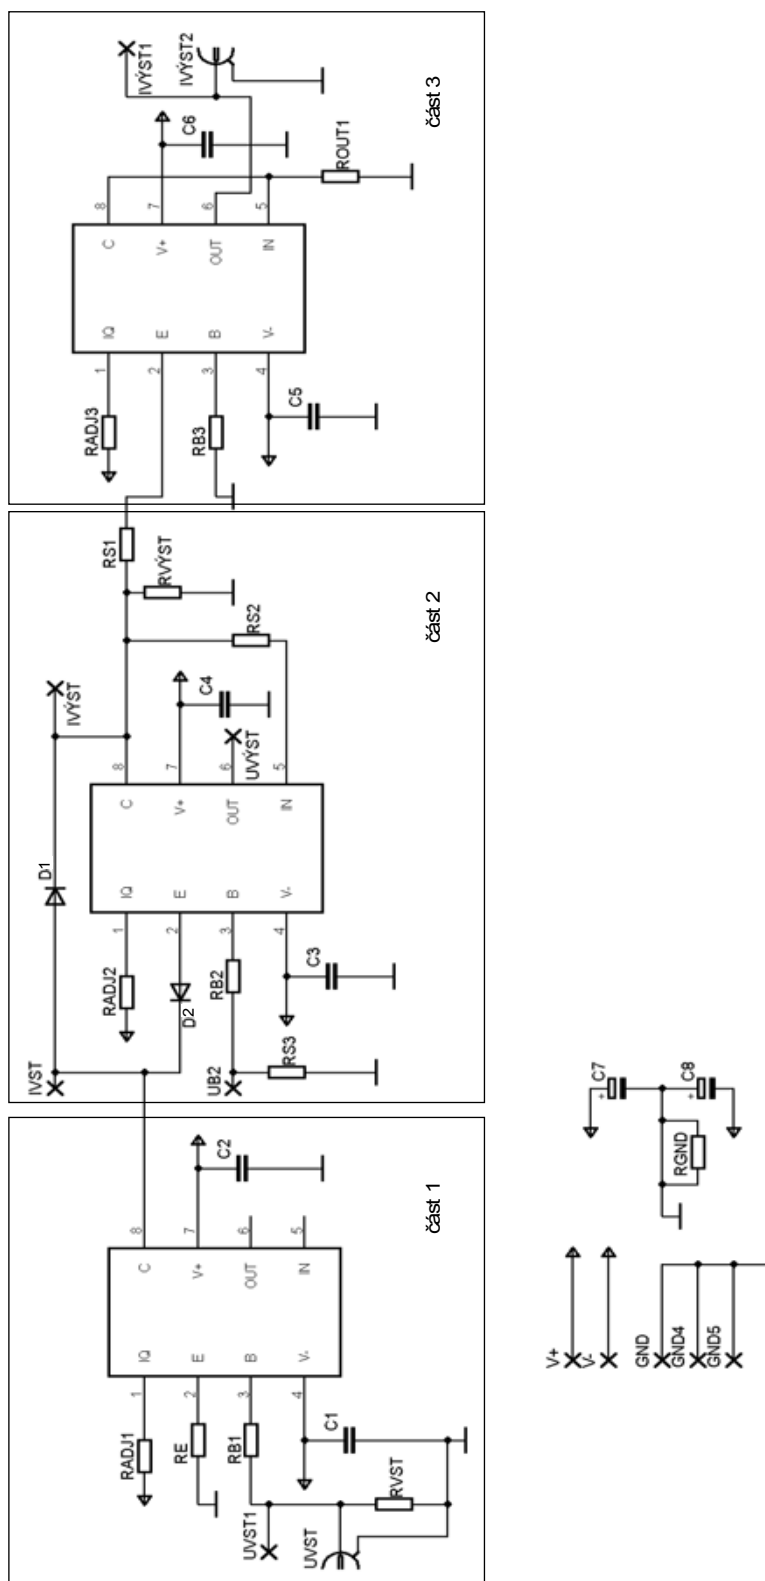 IVÝST1
IVÝST2
část 3
C6
ROUT1
8
7
6
5
C
V+
OUT
IN
IQ
E
B
V-
1
2
3
4
RADJ3
RB3
C5
RS1
RVÝST
RS2
část 2
IVÝST
C4
UVÝST
8
7
6
5
C
V+
OUT
IN
D1
IQ
E
B
V-
1
2
3
4
RADJ2
D2
RB2
C3
RS3
IVST
UB2
část 1
C2
8
7
6
5
C
V+
OUT
IN
IQ
E
B
V-
1
2
3
4
RADJ1
RE
RB1
C1
RVST
UVST1
UVST
C7
+
C8
+
RGND
V+
V-
GND
GND4
GND5